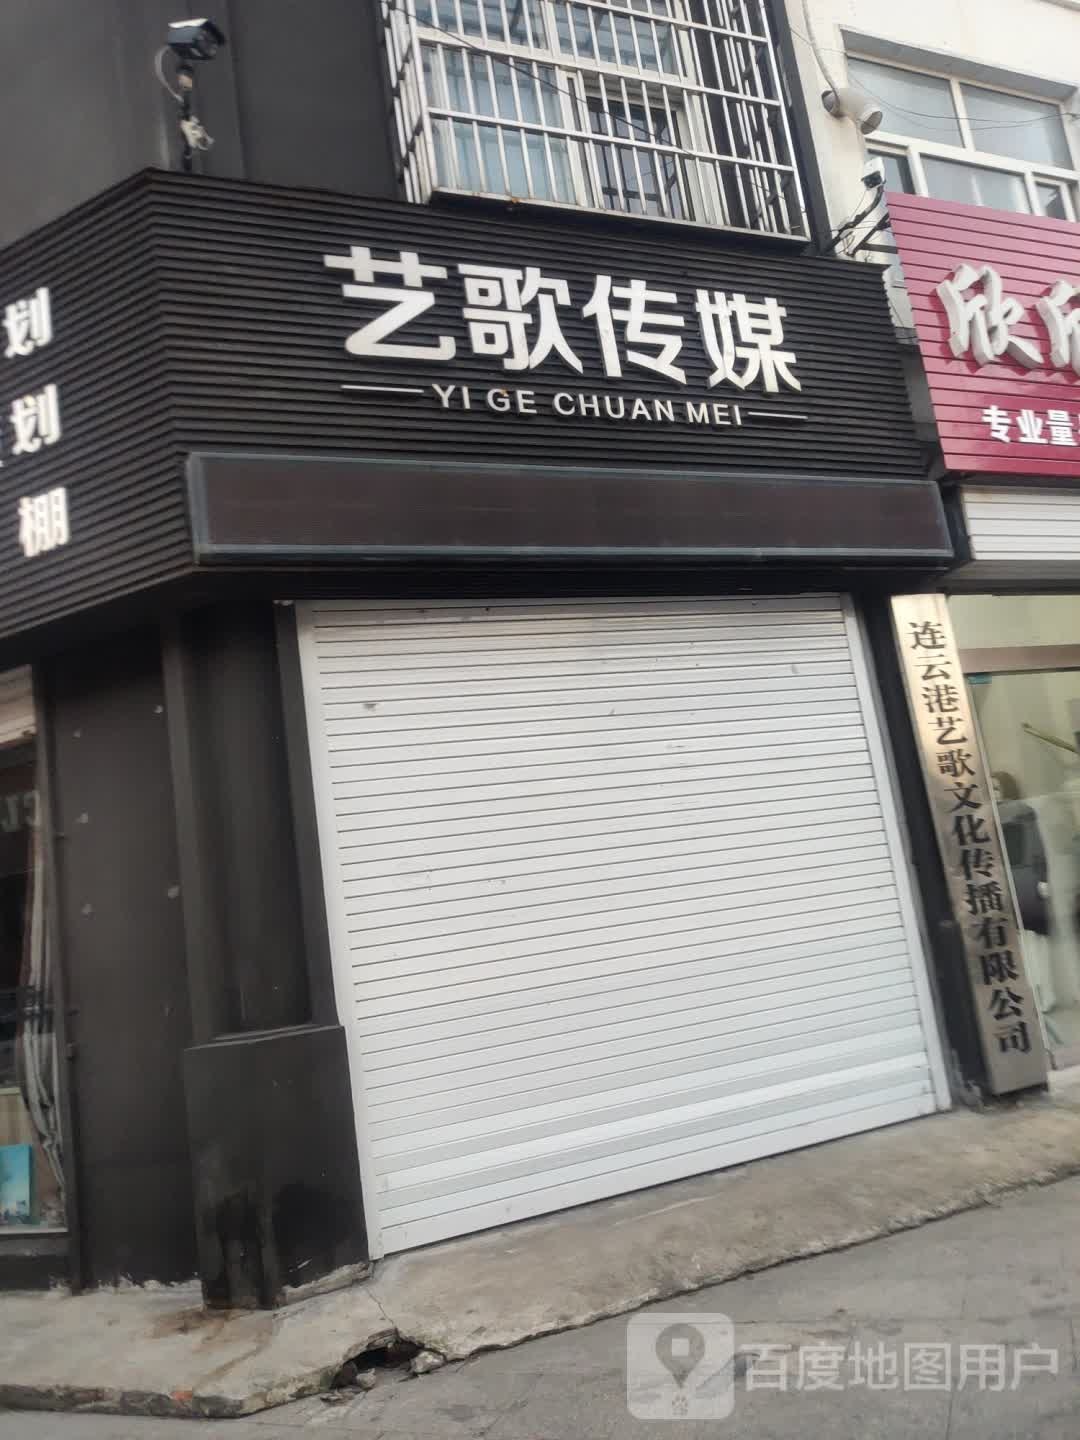 艺歌传媒
YI GE CHUAN MEI
划
划
棚
欣欣
专业量
连云港艺歌文化传播有限公司
百度地图用户